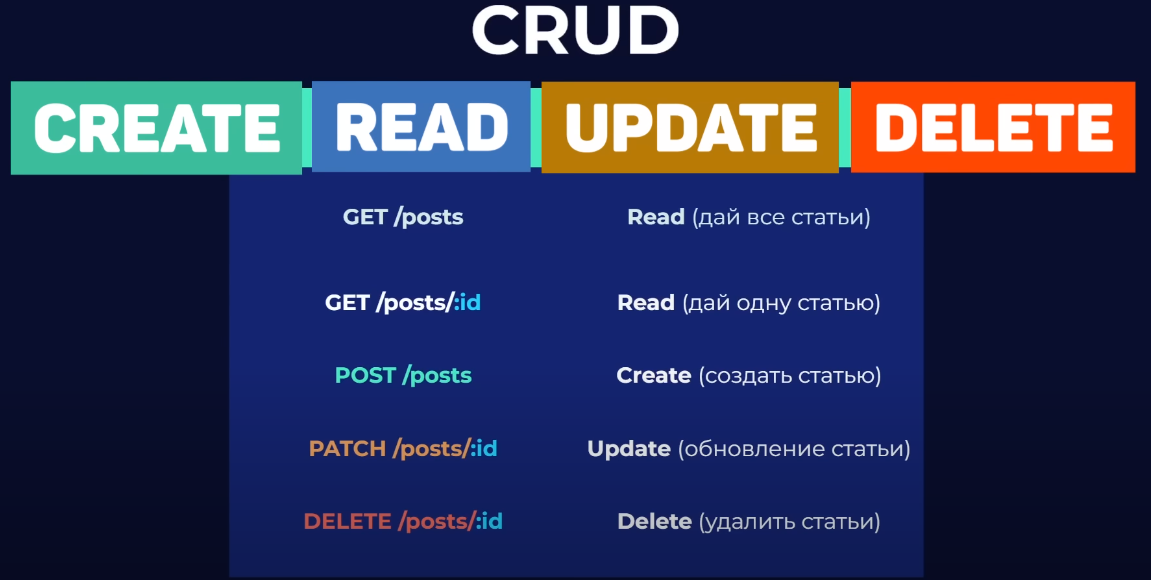 CRUD
CREATE READ UPDATE DELETE
GET /posts Read (дай все статьи)
GET /posts/:id Read (дай одну статью)
POST /posts Create (создать статью)
PATCH /posts/:id Update (обновление статьи)
DELETE /posts/:id Delete (удалить статьи)